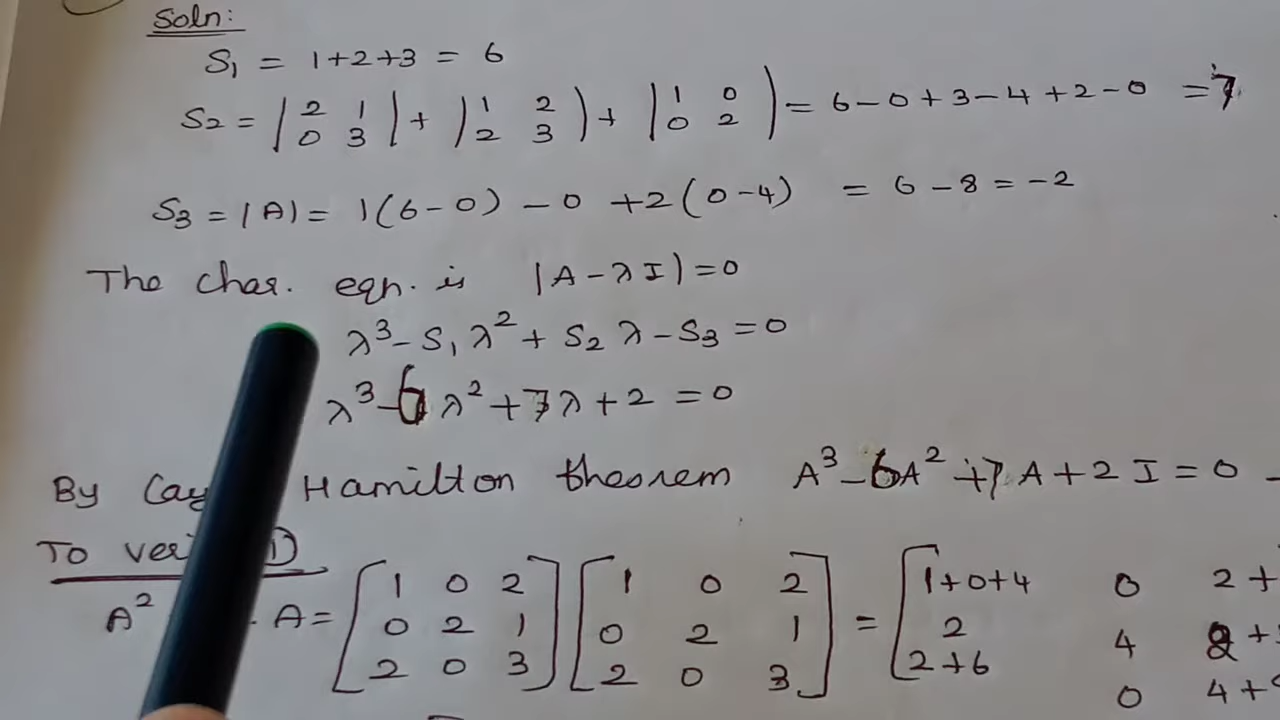 Soln:
S₁ = 1+2+3 = 6
S₂ = |2 1 0 3| + |1 2 2 3| + |1 0 0 2| = 6-0+3-4+2-0 = 7
S₃ = |A| = 1(6-0) -0 +2(0-4) = 6-8 = -2
The char. eqn. is |A-λI|=0
λ³-S₁λ²+S₂λ-S₃=0
λ³-6λ²+7λ+2=0
By Hamilton theorem A³-6A²+7A+2I=0 -
To
A² . A= [1 0 2] [1 0 2] = [1+0+4 0 2+
[0 2 1] [0 2 1] 2 4 2+
[2 0 3] [2 0 3] 2+6 0 4+